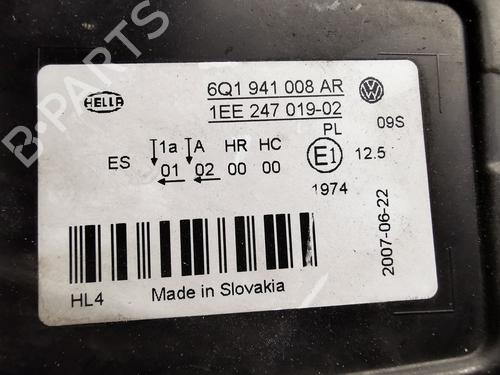 B-PARTS
HELLA
6Q1 941 008 AR
1EE 247 019-02
VW
PL
09S
1a A HR HC
ES 01 02 00 00
E1 12.5
1974
2007-06-22
HL4 Made in Slovakia